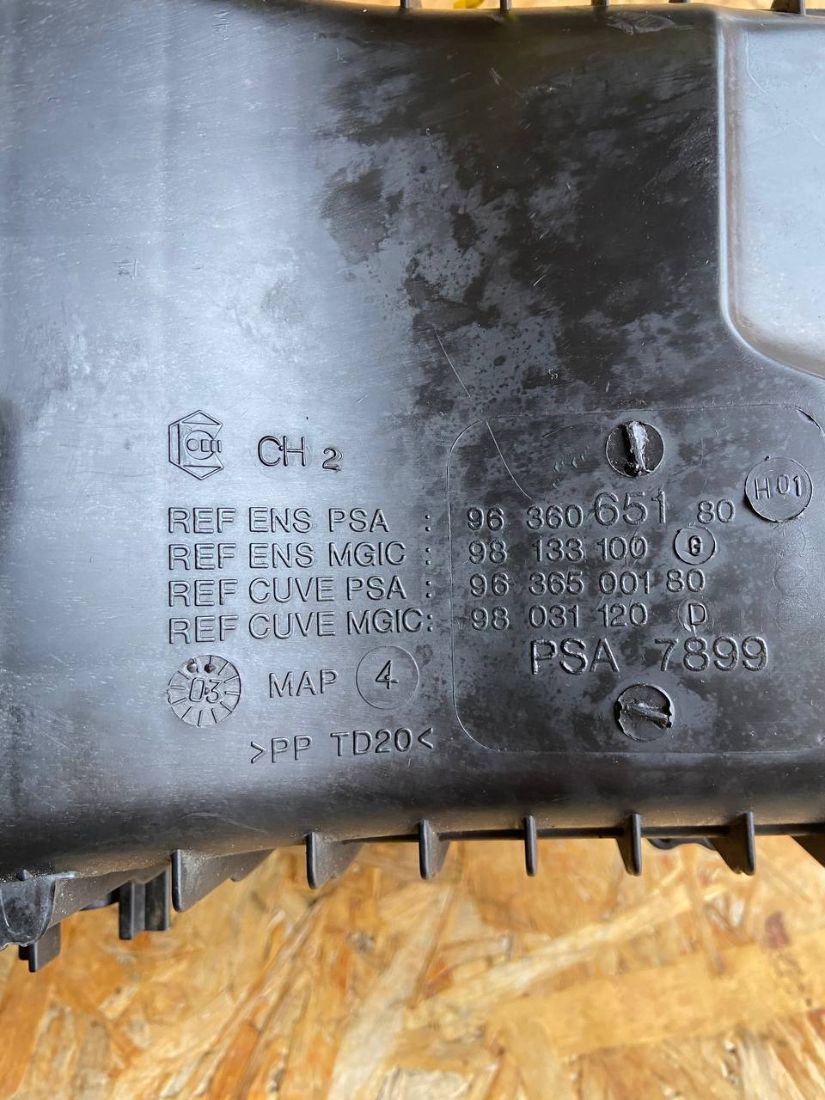 CH 2
H01
REF ENS PSA : 96 360 651 80
REF ENS MGIC : 98 133 100 G
REF CUVE PSA : 96 365 001 80
REF CUVE MGIC: 98 031 120 D
PSA 7899
03 MAP 4
>PP TD20<